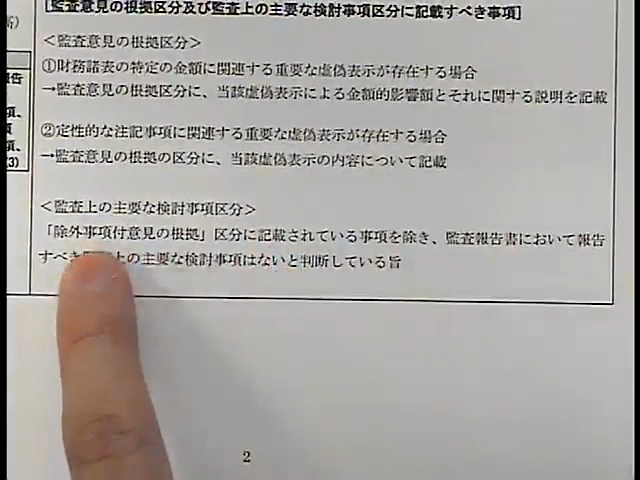 [監査意見の根拠区分及び監査上の主要な検討事項区分に記載すべき事項]
＜監査意見の根拠区分＞
①財務諸表の特定の金額に関連する重要な虚偽表示が存在する場合
→監査意見の根拠区分に、当該虚偽表示による金額的影響額とそれに関する説明を記載
②定性的な注記事項に関連する重要な虚偽表示が存在する場合
→監査意見の根拠の区分に、当該虚偽表示の内容について記載
＜監査上の主要な検討事項区分＞
「除外事項付意見の根拠」区分に記載されている事項を除き、監査報告書において報告
すべき監査上の主要な検討事項はないと判断している旨
2